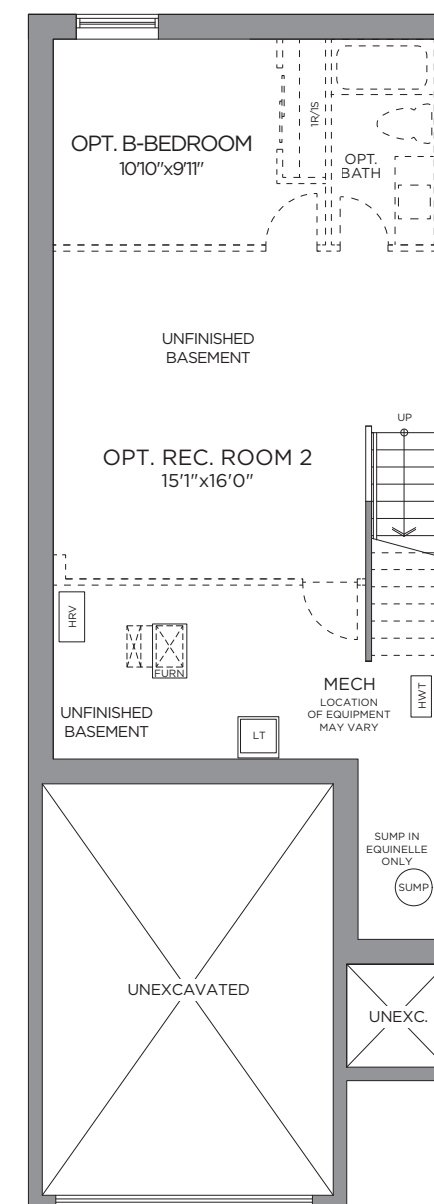 OPT. B-BEDROOM
10'10"x9'11"
1R/1S
OPT.
BATH
UNFINISHED
BASEMENT
UP
OPT. REC. ROOM 2
15'1"x16'0"
HRV
FURN
UNFINISHED
BASEMENT
LT
MECH
LOCATION
OF EQUIPMENT
MAY VARY
HWT
SUMP IN
EQUINELLE
ONLY
SUMP
UNEXCAVATED
UNEXC.